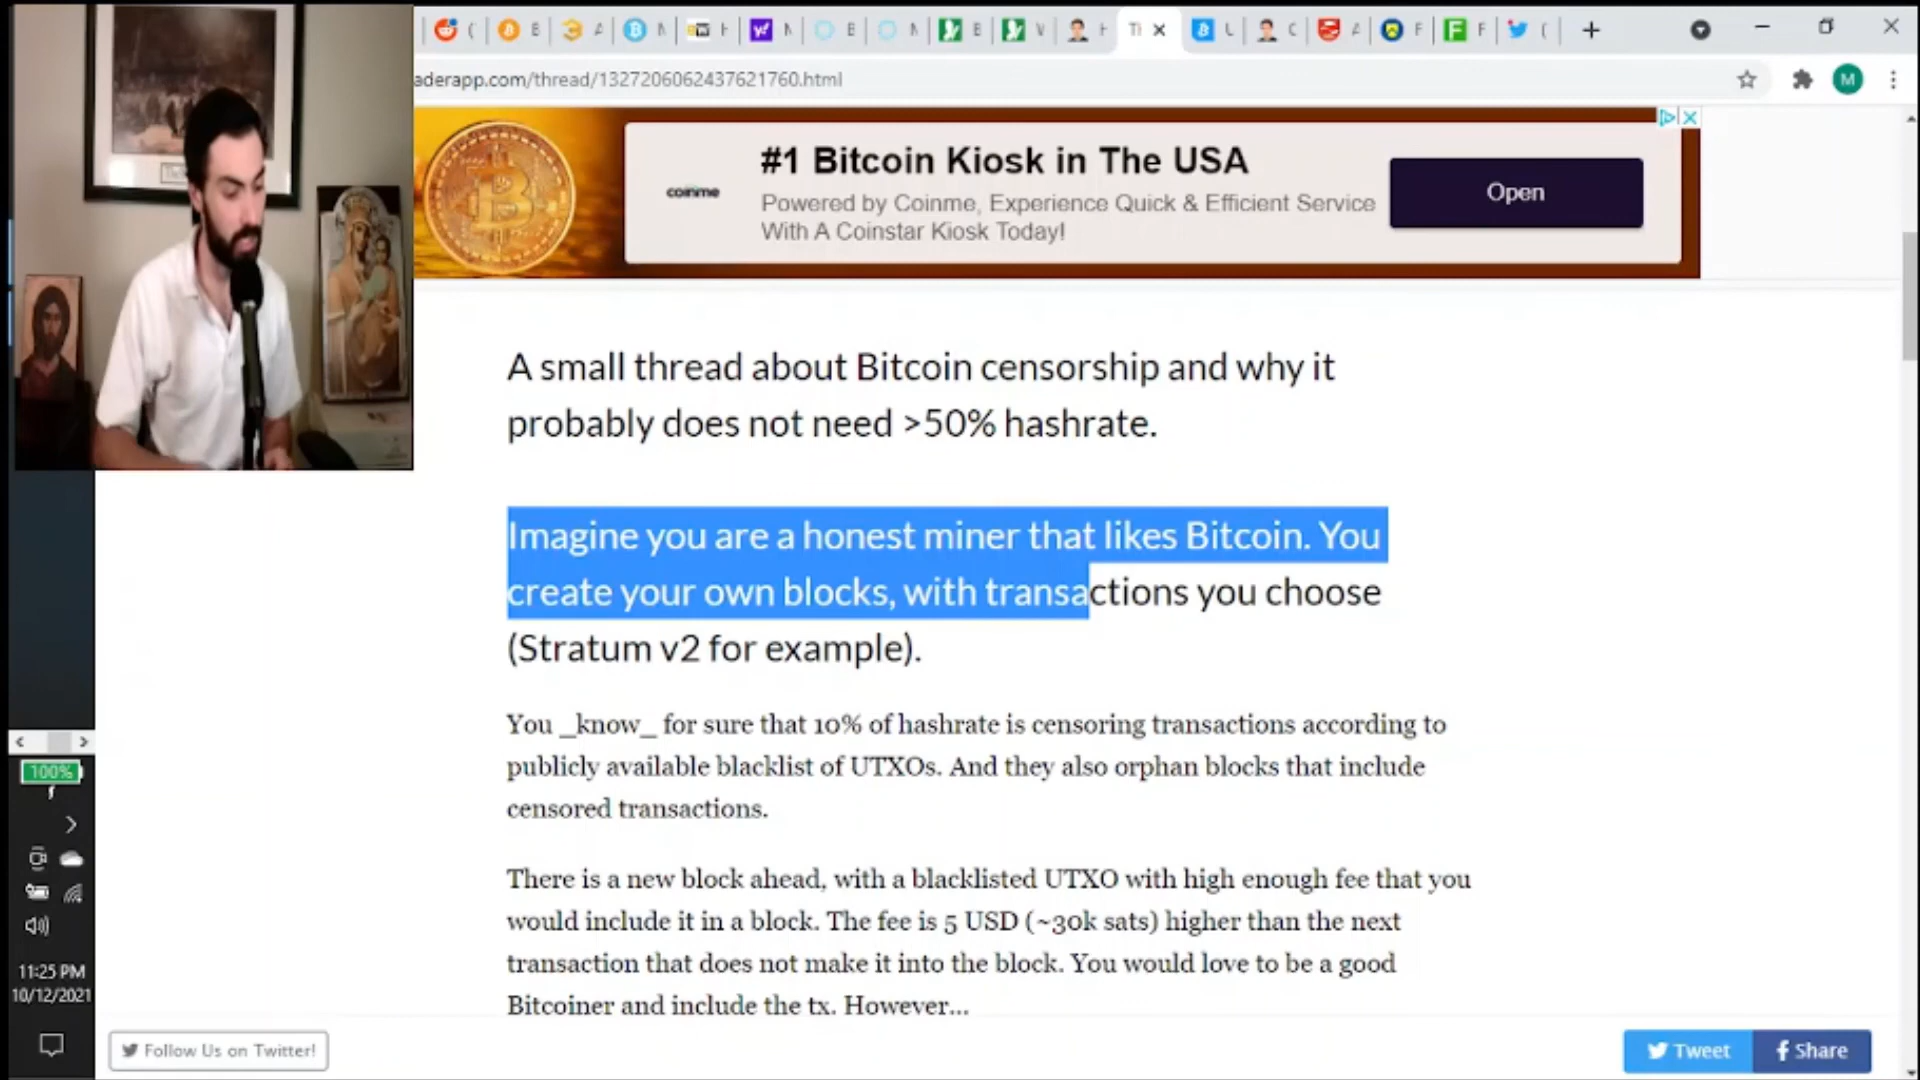 aderapp.com/thread/1327206062437621760.html
M
#1 Bitcoin Kiosk in The USA
coinme
Powered by Coinme, Experience Quick & Efficient Service
With A Coinstar Kiosk Today!
Open
A small thread about Bitcoin censorship and why it
probably does not need >50% hashrate.
Imagine you are a honest miner that likes Bitcoin. You
create your own blocks, with transactions you choose
(Stratum v2 for example).
You _know_ for sure that 10% of hashrate is censoring transactions according to
publicly available blacklist of UTXOs. And they also orphan blocks that include
censored transactions.
There is a new block ahead, with a blacklisted UTXO with high enough fee that you
would include it in a block. The fee is 5 USD (~30k sats) higher than the next
transaction that does not make it into the block. You would love to be a good
Bitcoiner and include the tx. However...
100%
11:25 PM
10/12/2021
Follow Us on Twitter!
Tweet
Share